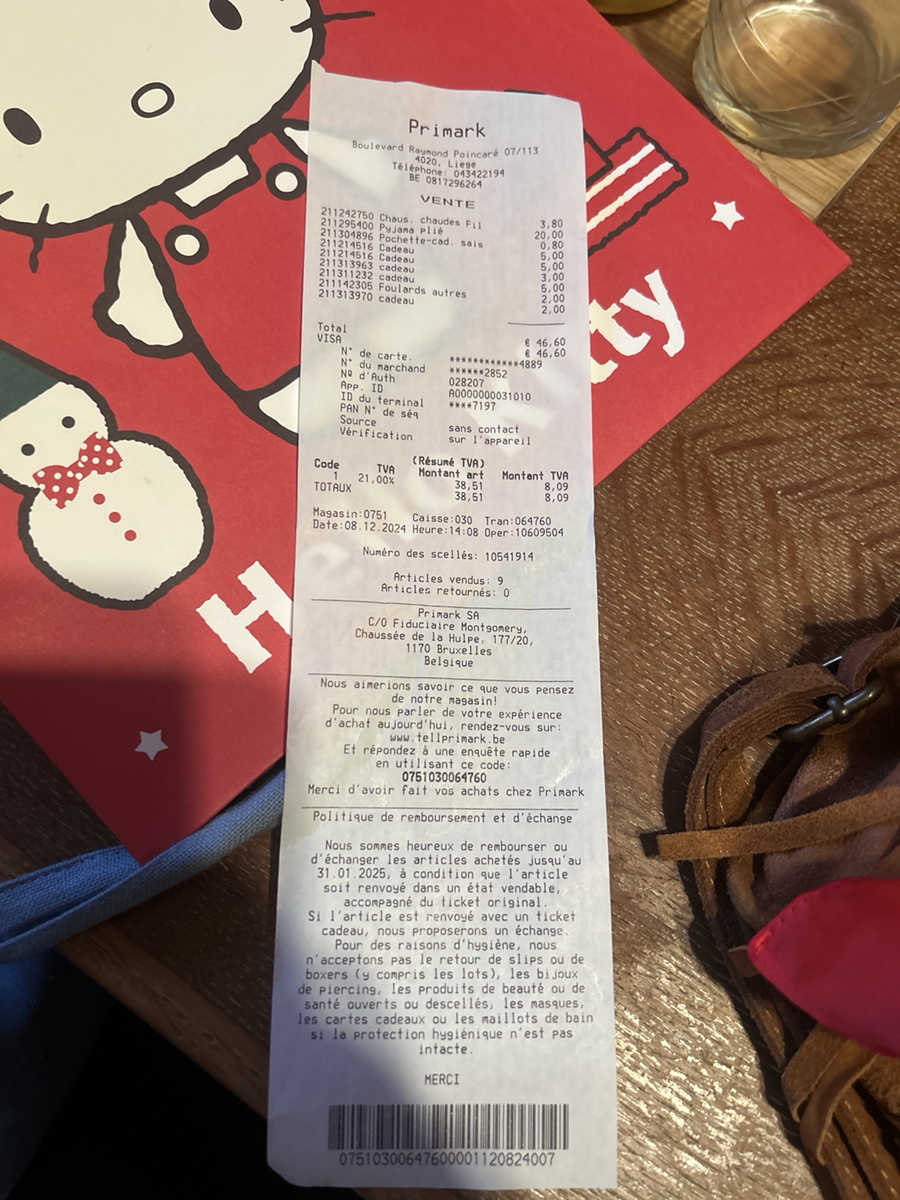 Primark
Boulevard Raymond Poincaré 07/113
4020, Liege
Téléphone: 043422194
BE 0817296264
VENTE
211242750 Chaus. chaudes Fil 3,80
211295400 Pyjama plié 20,00
211304896 Pochette-cad. sais 0,80
211214516 Cadeau 5,00
211214516 Cadeau 5,00
211313963 cadeau 3,00
211311232 cadeau 5,00
211142305 Foulards autres 2,00
211313970 cadeau 2,00
Total € 46,60
VISA € 46,60
N° de carte. ***********4889
N° du marchand ******2852
Nº d'Auth 028207
App. ID A0000000031010
ID du terminal ****7197
PAN N° de séq
Source sans contact
Vérification sur l'appareil
(Résumé TVA)
Code TVA Montant art Montant TVA
1 21,00% 38,51 8,09
TOTAUX 38,51 8,09
Magasin:0751 Caisse:030 Tran:064760
Date:08.12.2024 Heure:14:08 Oper:10609504
Numéro des scellés: 10541914
Articles vendus: 9
Articles retournés: 0
Primark SA
C/O Fiduciaire Montgomery,
Chaussée de la Hulpe, 177/20,
1170 Bruxelles
Belgique
Nous aimerions savoir ce que vous pensez
de notre magasin!
Pour nous parler de votre expérience
d'achat aujourd'hui, rendez-vous sur:
www.tellprimark.be
Et répondez à une enquête rapide
en utilisant ce code:
0751030064760
Merci d'avoir fait vos achats chez Primark
Politique de remboursement et d'échange
Nous sommes heureux de rembourser ou
d'échanger les articles achetés jusqu'au
31.01.2025, à condition que l'article
soit renvoyé dans un état vendable,
accompagné du ticket original.
Si l'article est renvoyé avec un ticket
cadeau, nous proposerons un échange.
Pour des raisons d'hygiène, nous
n'acceptons pas le retour de slips ou de
boxers (y compris les lots), les bijoux
de piercing, les produits de beauté ou de
santé ouverts ou descellés, les masques,
les cartes cadeaux ou les maillots de bain
si la protection hygiénique n'est pas
intacte.
MERCI
07510300647600001120824007
Hello Kitty